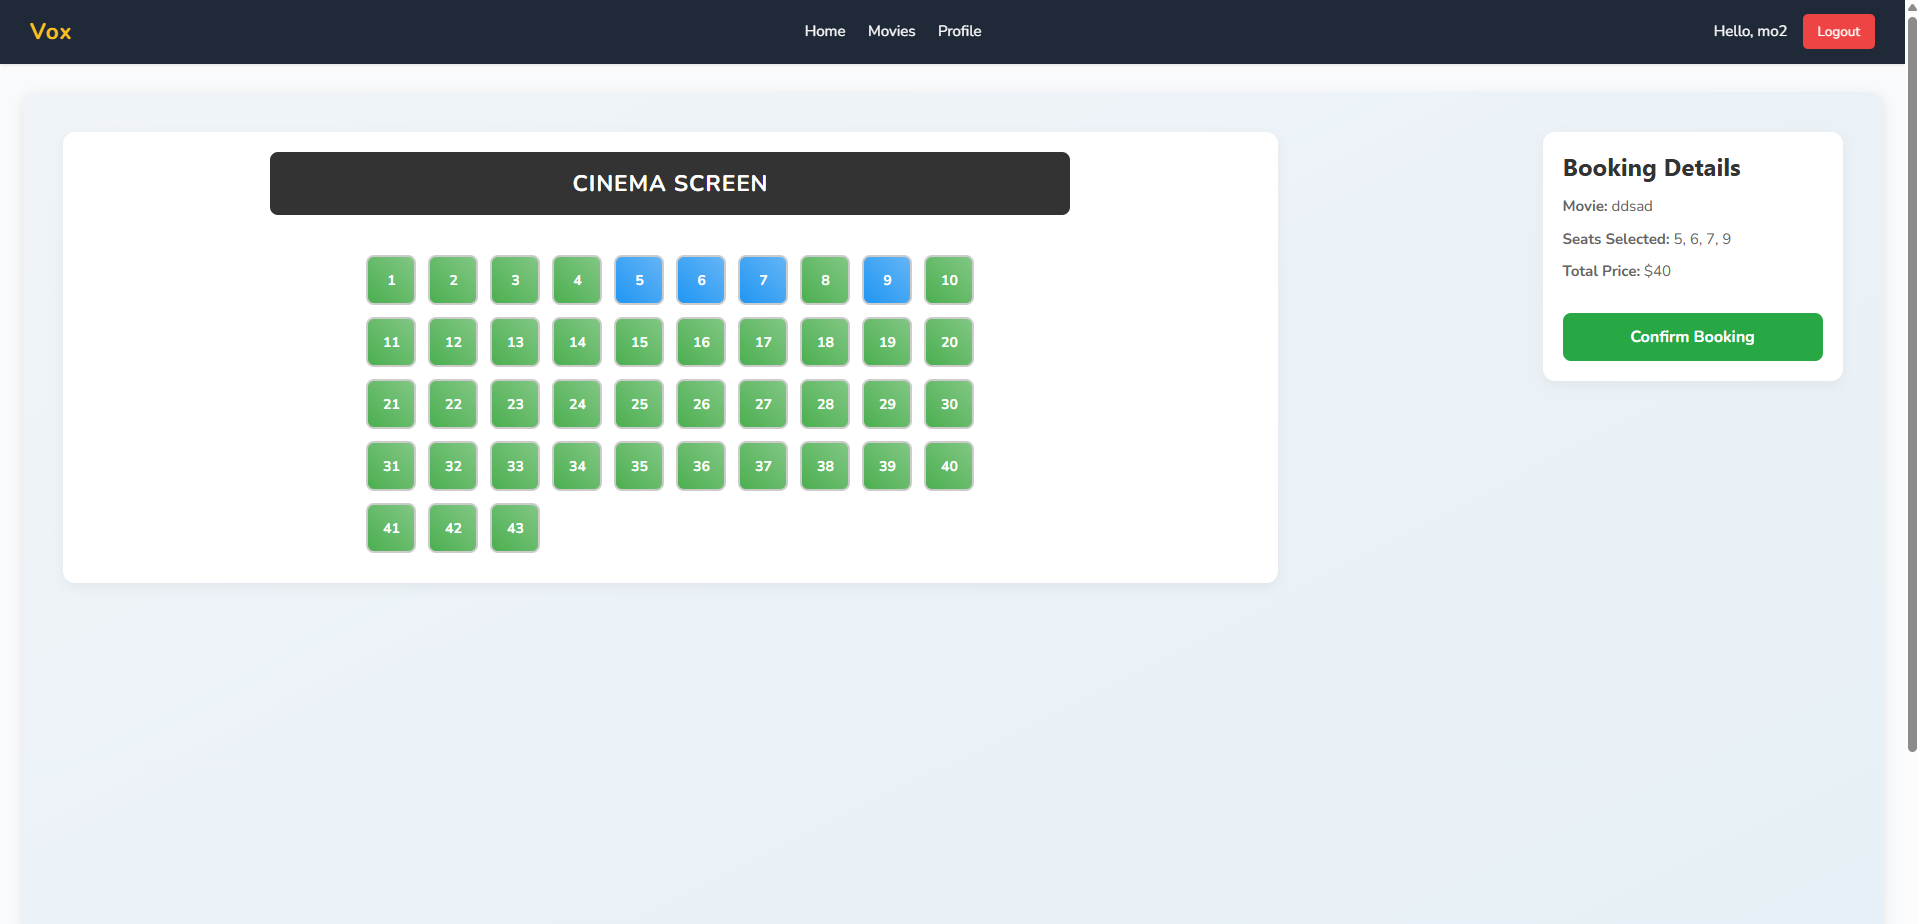 Vox
Home Movies Profile
Hello, mo2 Logout
CINEMA SCREEN
1 2 3 4 5 6 7 8 9 10
11 12 13 14 15 16 17 18 19 20
21 22 23 24 25 26 27 28 29 30
31 32 33 34 35 36 37 38 39 40
41 42 43
Booking Details
Movie: ddsad
Seats Selected: 5, 6, 7, 9
Total Price: $40
Confirm Booking